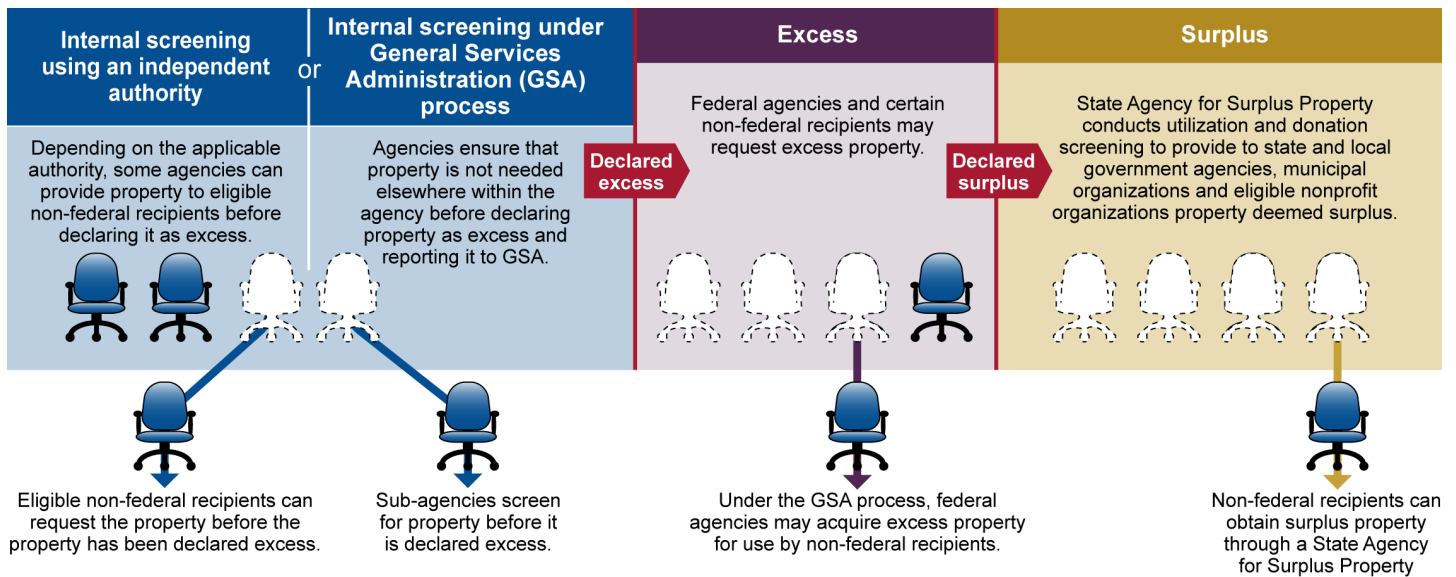 Internal screening
using an independent
authority
or
Internal screening under
General Services
Administration (GSA)
process
Excess
Surplus
Depending on the applicable
authority, some agencies can
provide property to eligible
non-federal recipients before
declaring it as excess.
Agencies ensure that
property is not needed
elsewhere within the
agency before declaring
property as excess and
reporting it to GSA.
Declared
excess
Federal agencies and certain
non-federal recipients may
request excess property.
Declared
surplus
State Agency for Surplus Property
conducts utilization and donation
screening to provide to state and local
government agencies, municipal
organizations and eligible nonprofit
organizations property deemed surplus.
Eligible non-federal recipients can
request the property before the
property has been declared excess.
Sub-agencies screen
for property before it
is declared excess.
Under the GSA process, federal
agencies may acquire excess property
for use by non-federal recipients.
Non-federal recipients can
obtain surplus property
through a State Agency
for Surplus Property